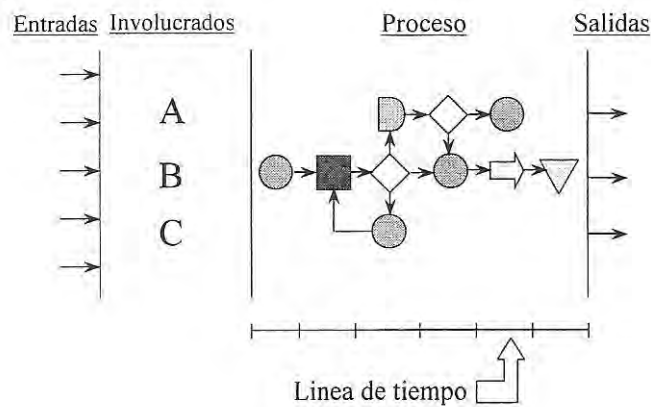 Entradas Involucrados Proceso Salidas
A
B
C
Linea de tiempo